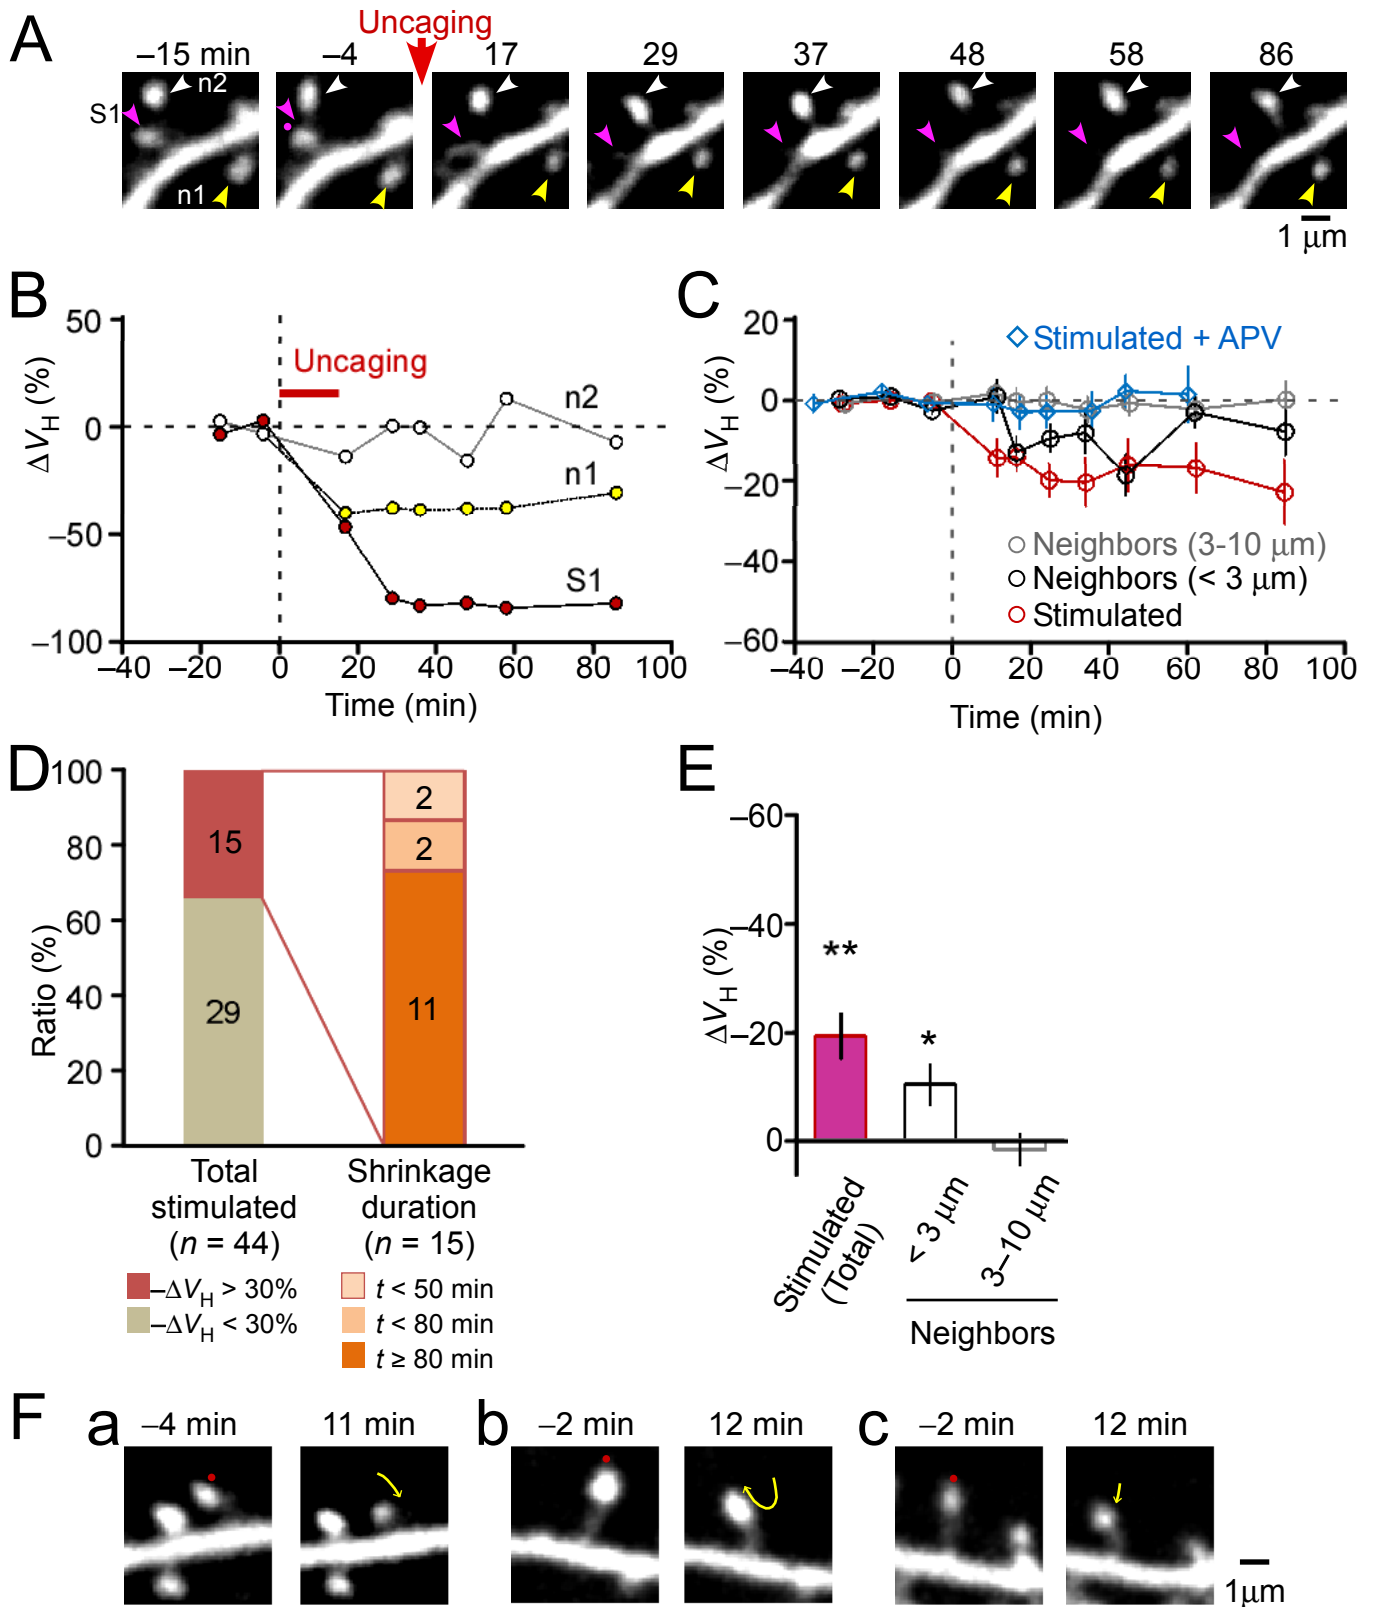 A
Uncaging
–15 min –4 17 29 37 48 58 86
S1
n2
n1
1 μm
B
50
0
–50
–100
ΔVH (%)
Uncaging
n2
n1
S1
–40 –20 0 20 40 60 80 100
Time (min)
C
20
0
–20
–40
–60
ΔVH (%)
Stimulated + APV
Neighbors (3-10 μm)
Neighbors (< 3 μm)
Stimulated
–40 –20 0 20 40 60 80 100
Time (min)
D
100
80
60
40
20
0
Ratio (%)
15
29
2
2
11
Total stimulated (n = 44)
Shrinkage duration (n = 15)
–ΔVH > 30%
–ΔVH < 30%
t < 50 min
t < 80 min
t ≥ 80 min
E
–60
–40
–20
0
ΔVH (%)
**
*
Stimulated (Total)
< 3 μm
3–10 μm
Neighbors
F
a
–4 min 11 min
b
–2 min 12 min
c
–2 min 12 min
1μm